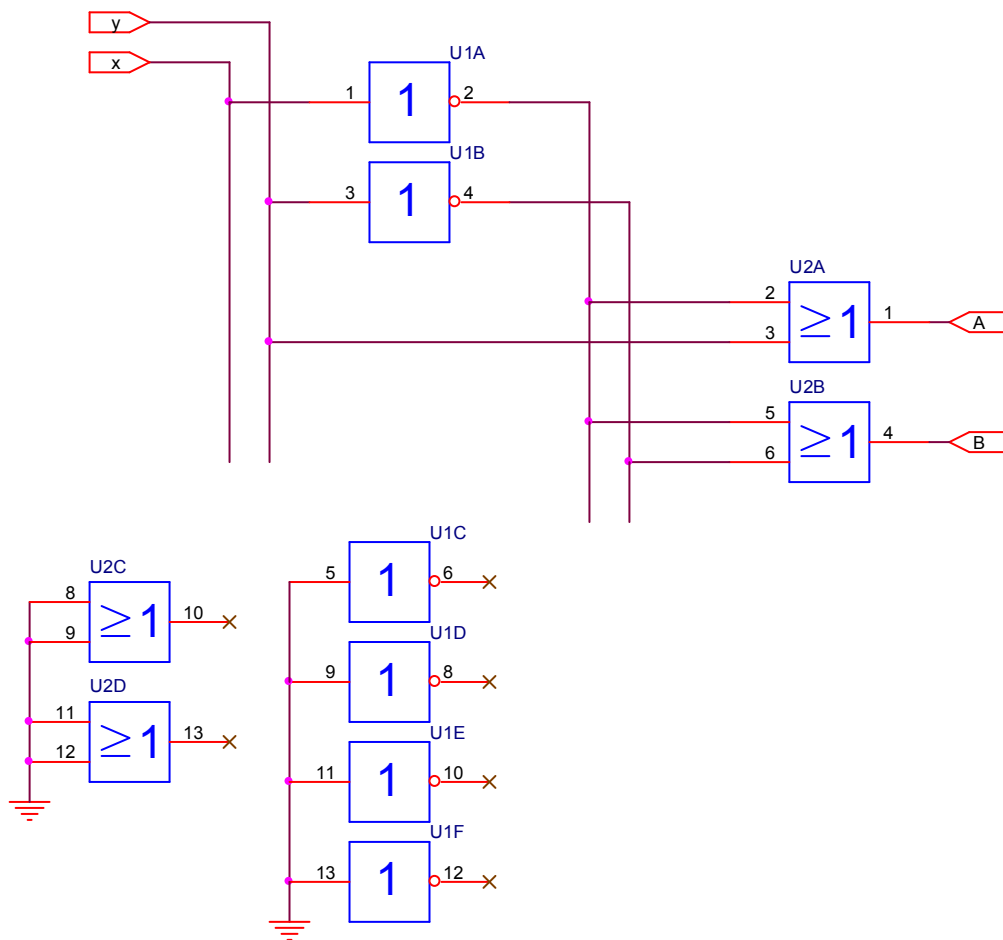 y
x
U1A
1 1 2
U1B
3 1 4
U2A
2 ≥1 1 A
3
U2B
5 ≥1 4 B
6
U1C
5 1 6
U2C
8 ≥1 10
9
U1D
9 1 8
U2D
11 ≥1 13
12
U1E
11 1 10
U1F
13 1 12